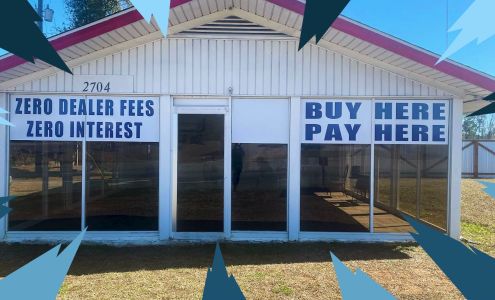 2704
ZERO DEALER FEES
ZERO INTEREST
BUY HERE
PAY HERE